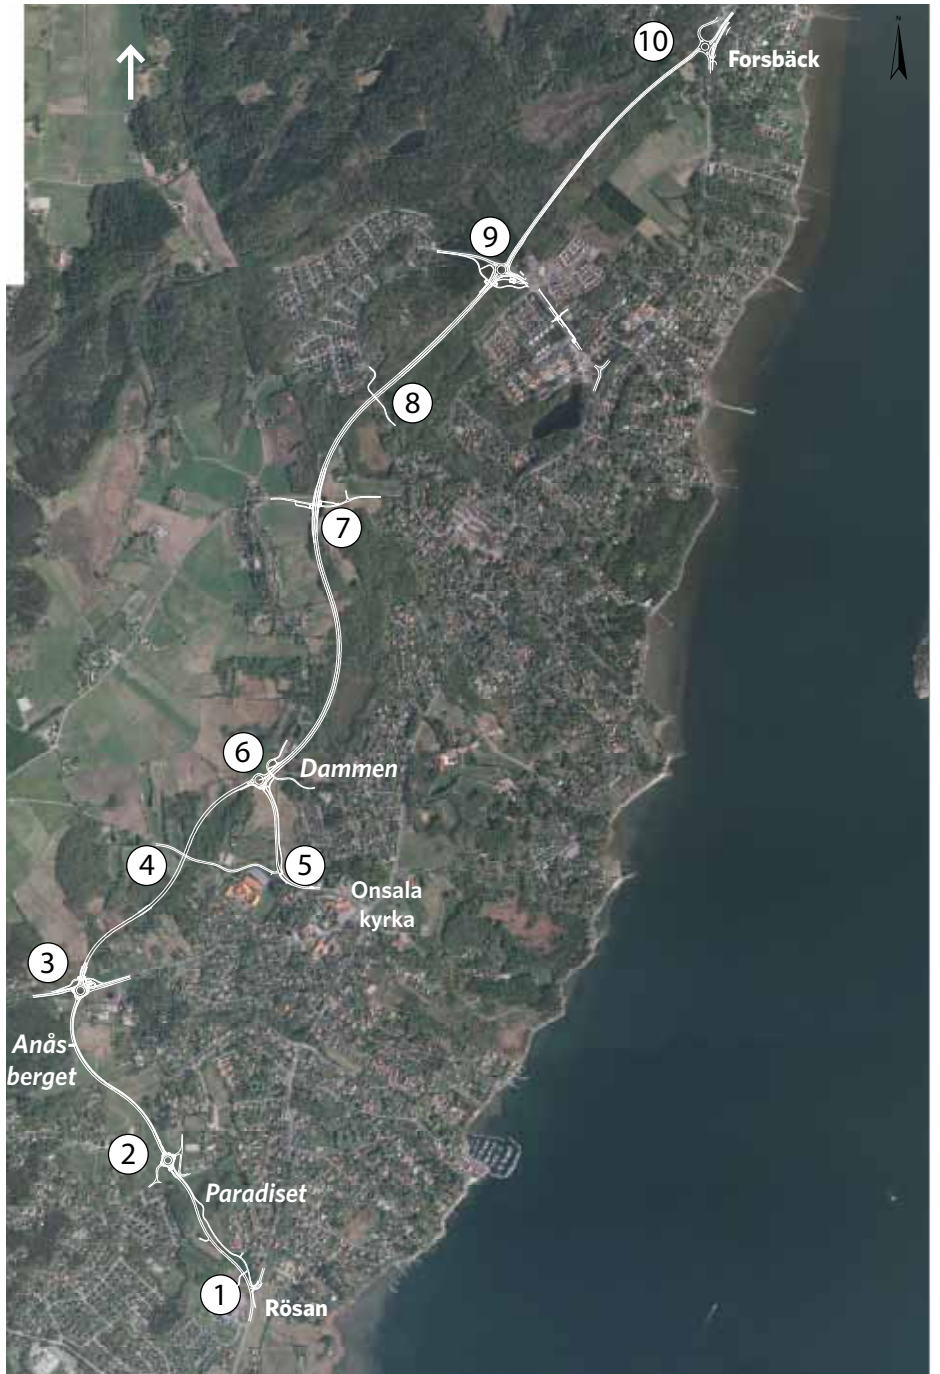 10
Forsbäck
N
9
8
7
6
Dammen
4
5
Onsala
kyrka
3
Anås-
berget
2
Paradiset
1
Rösan